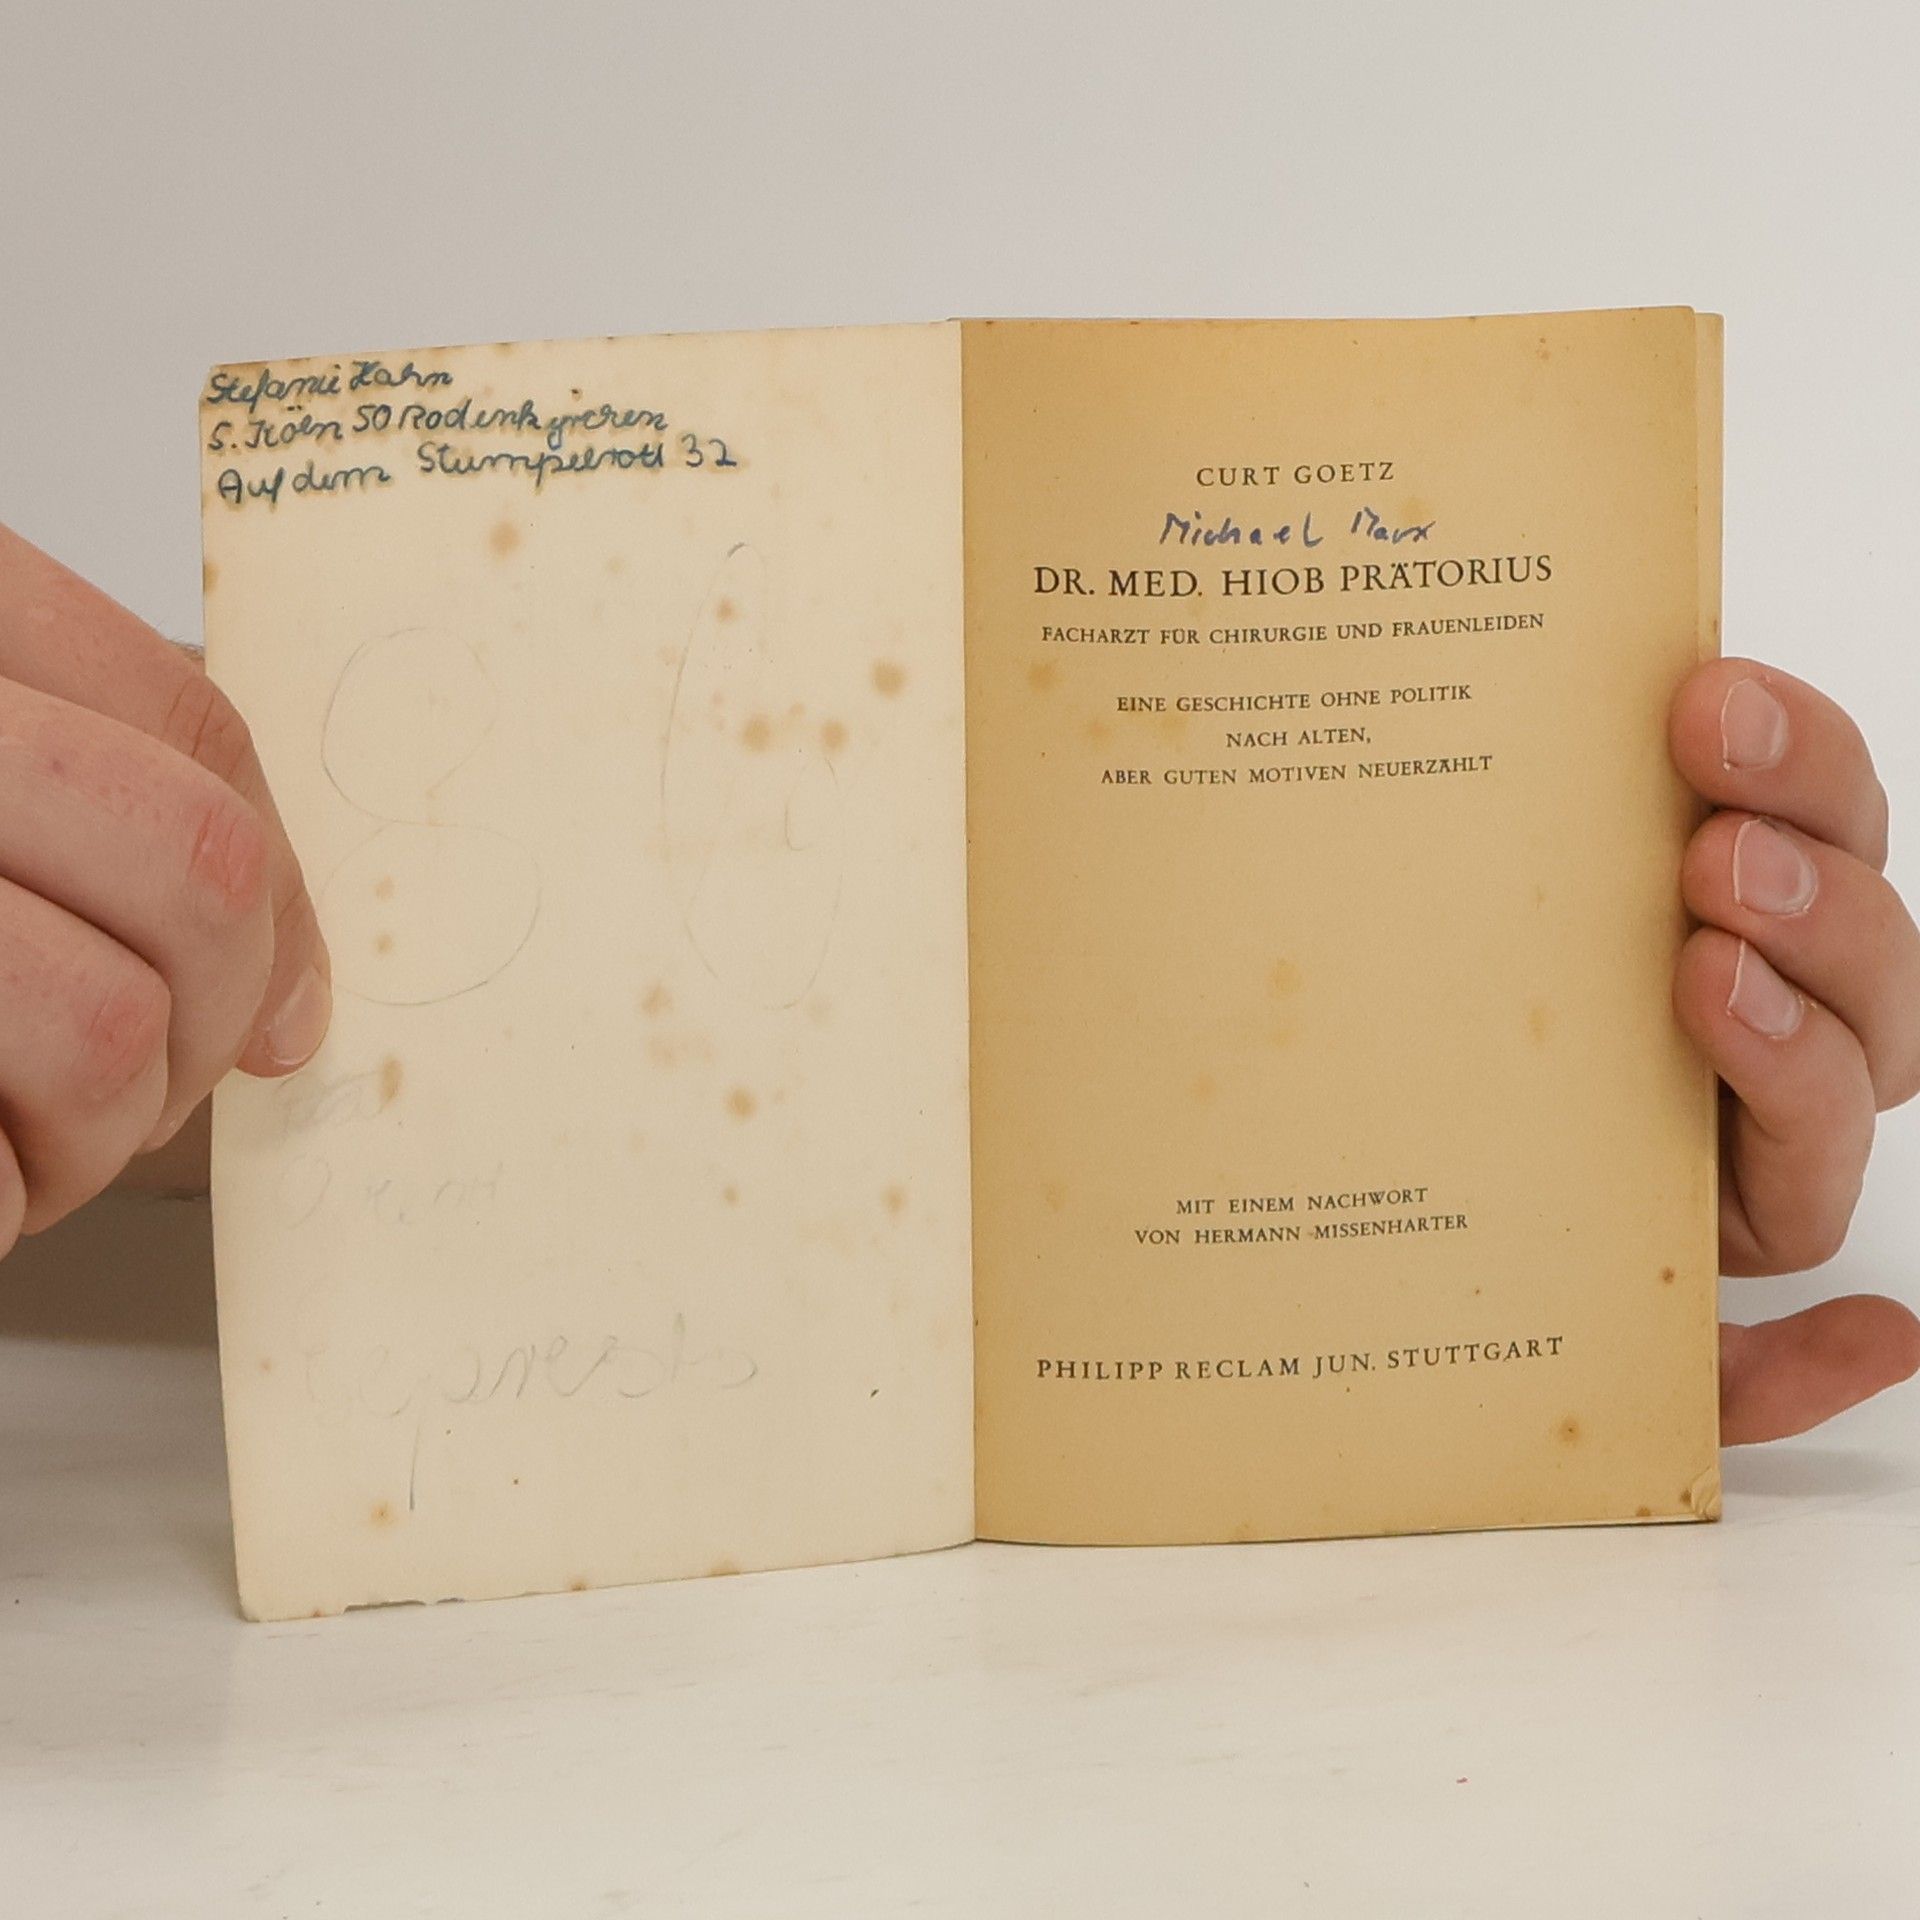 Stefanie Hahn
5. Köln 50 Rodenkirchen
Auf dem Stumpelrott 32
CURT GOETZ
Michael Marx
DR. MED. HIOB PRÄTORIUS
FACHARZT FÜR CHIRURGIE UND FRAUENLEIDEN
EINE GESCHICHTE OHNE POLITIK
NACH ALTEN,
ABER GUTEN MOTIVEN NEUERZÄHLT
MIT EINEM NACHWORT
VON HERMANN MISSENHARTER
PHILIPP RECLAM JUN. STUTTGART